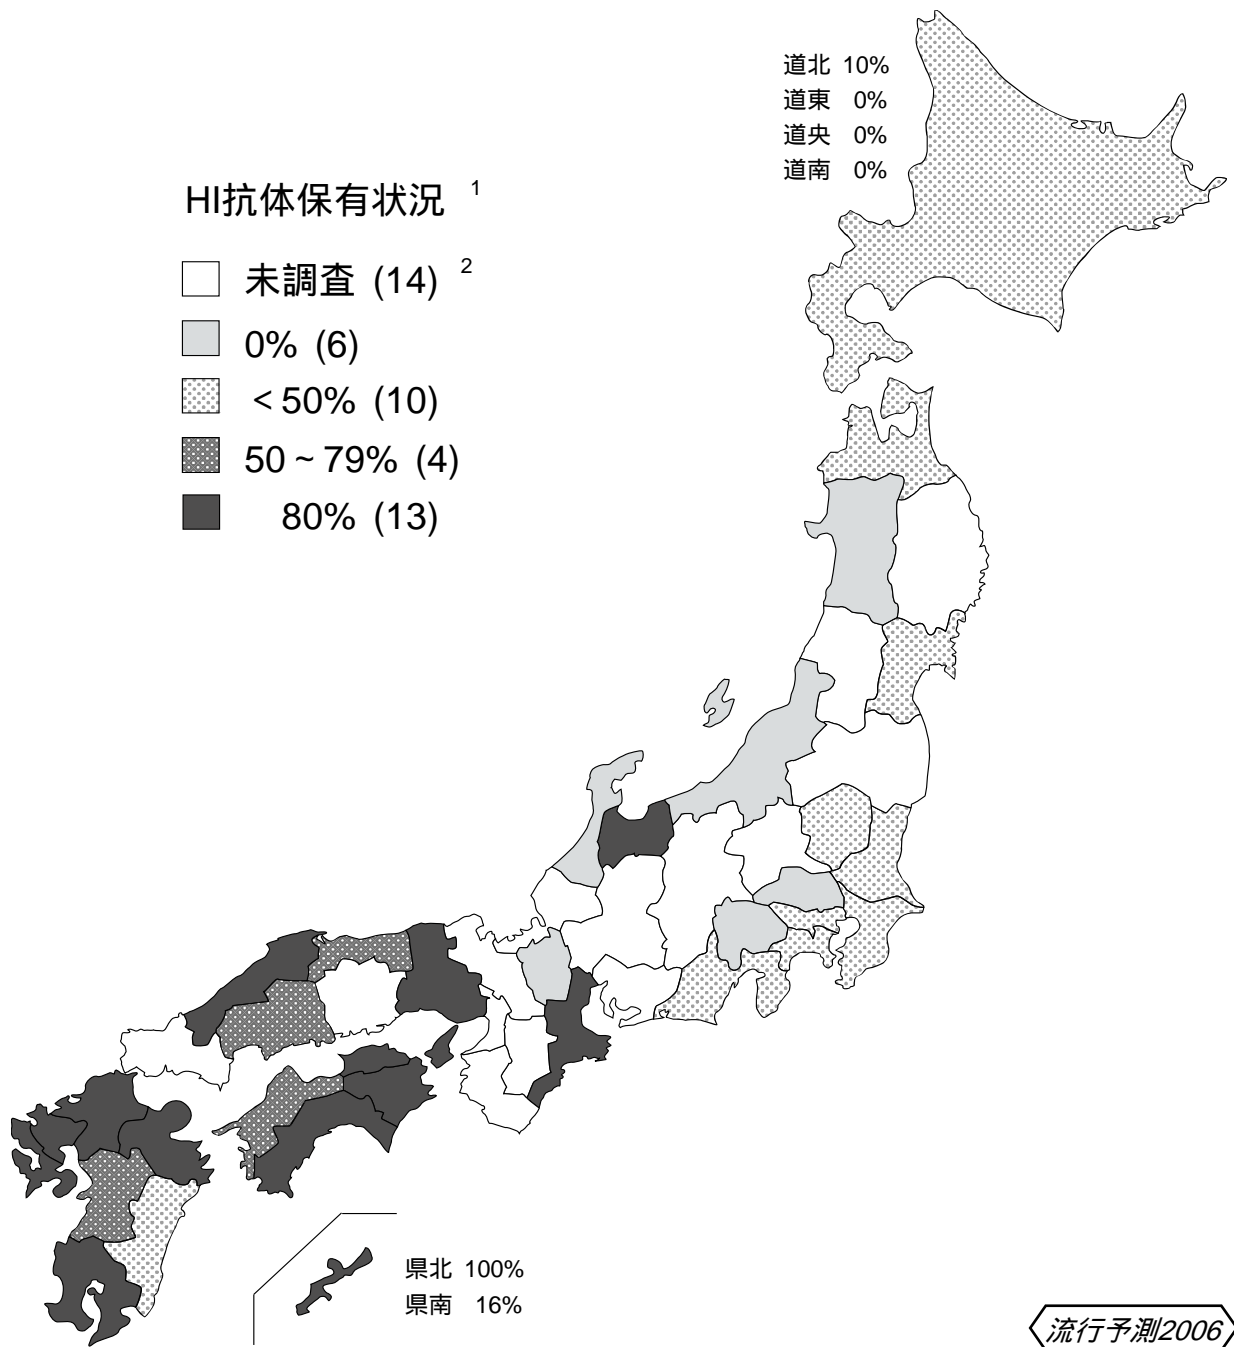 道北 10%
道東 0%
道央 0%
道南 0%
HI抗体保有状況 1
未調査 (14) 2
0% (6)
<50% (10)
50~79% (4)
80% (13)
県北 100%
県南 16%
流行予測2006